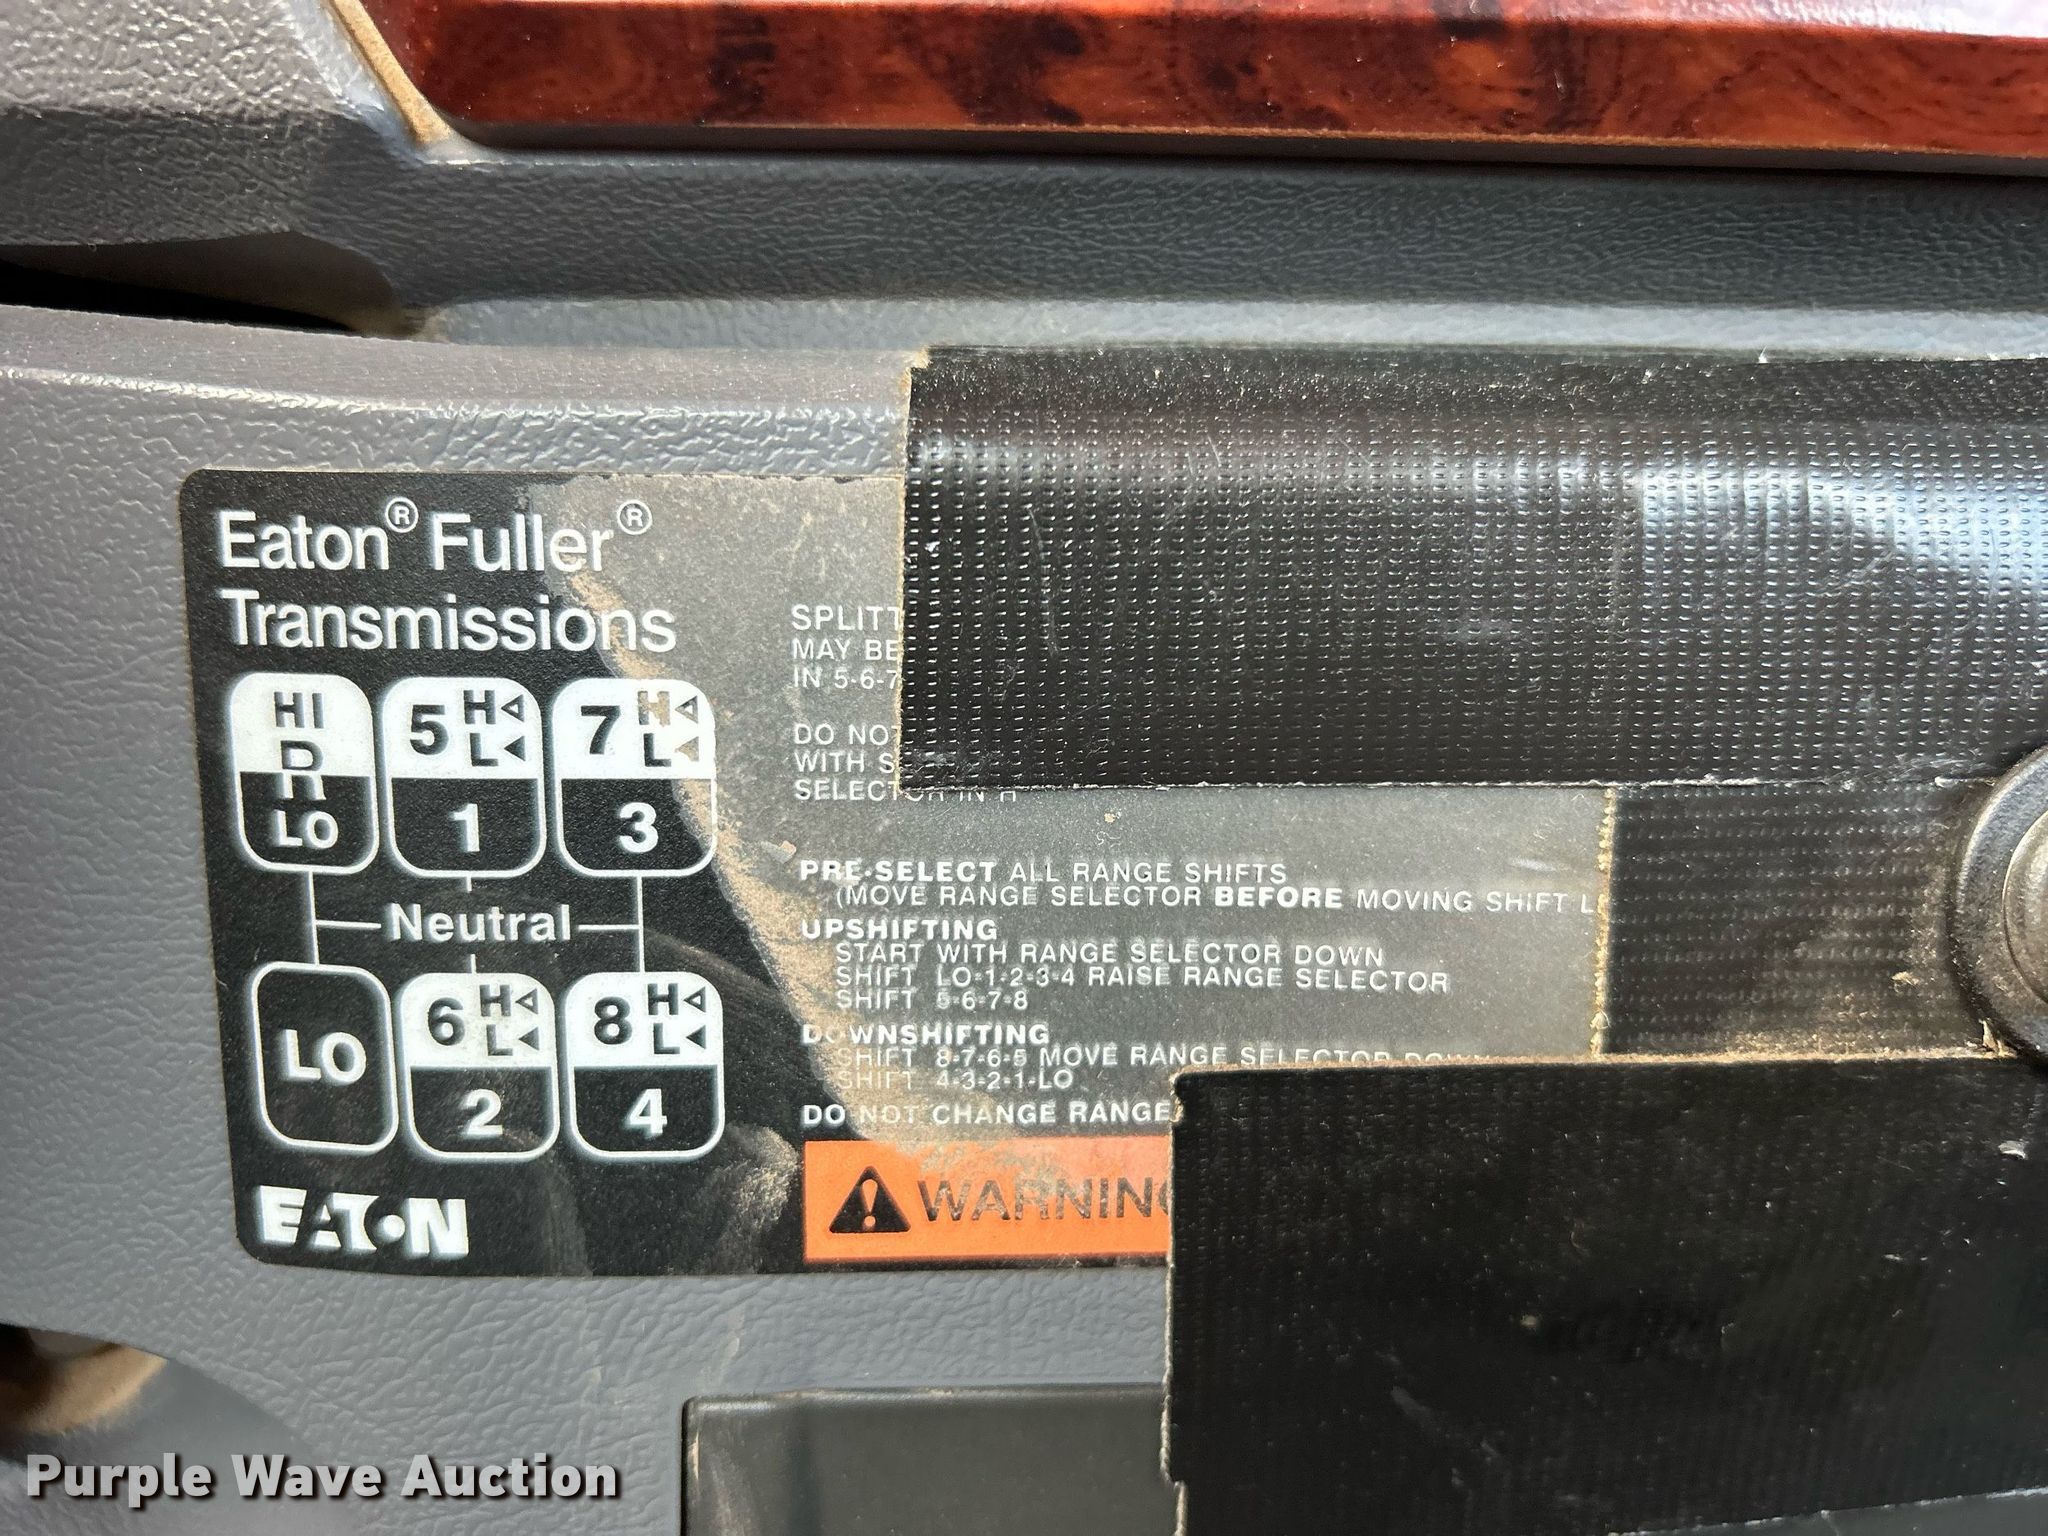 Eaton® Fuller®
Transmissions
HI
R
LO
5 H
L
1
7 H
L
3
Neutral
LO
6 H
L
2
8 H
L
4
EATON
MAY BE
IN 5-6-7
DO NOT
WITH
SELECTOR IN
PRE-SELECT ALL RANGE SHIFTS
(MOVE RANGE SELECTOR BEFORE MOVING SHIFT L
UPSHIFTING
START WITH RANGE SELECTOR DOWN
SHIFT LO-1-2-3-4 RAISE RANGE SELECTOR
SHIFT 5-6-7-8
DOWNSHIFTING
SHIFT 8-7-6-5 MOVE RANGE SELECTOR DOWN
SHIFT 4-3-2-1-LO
DO NOT CHANGE RANGE
WARNING
Purple Wave Auction